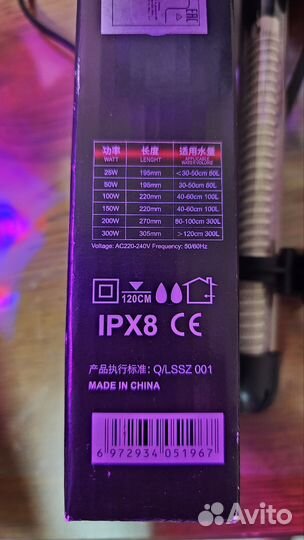 EAC
功率 长度 适用水量
WATT LENGHT APPLICABLE WATER VOLUME
25W 195mm <30-50cm 60L
50W 195mm 30-50cm 60L
100W 220mm 40-60cm 100L
150W 220mm 40-60cm 100L
200W 270mm 80-100cm 300L
300W 305mm >120cm 300L
Voltage: AC220-240V Frequency: 50/60Hz
120CM
IPX8 CE
产品执行标准: Q/LSSZ 001
MADE IN CHINA
6 972934 051967
Avito